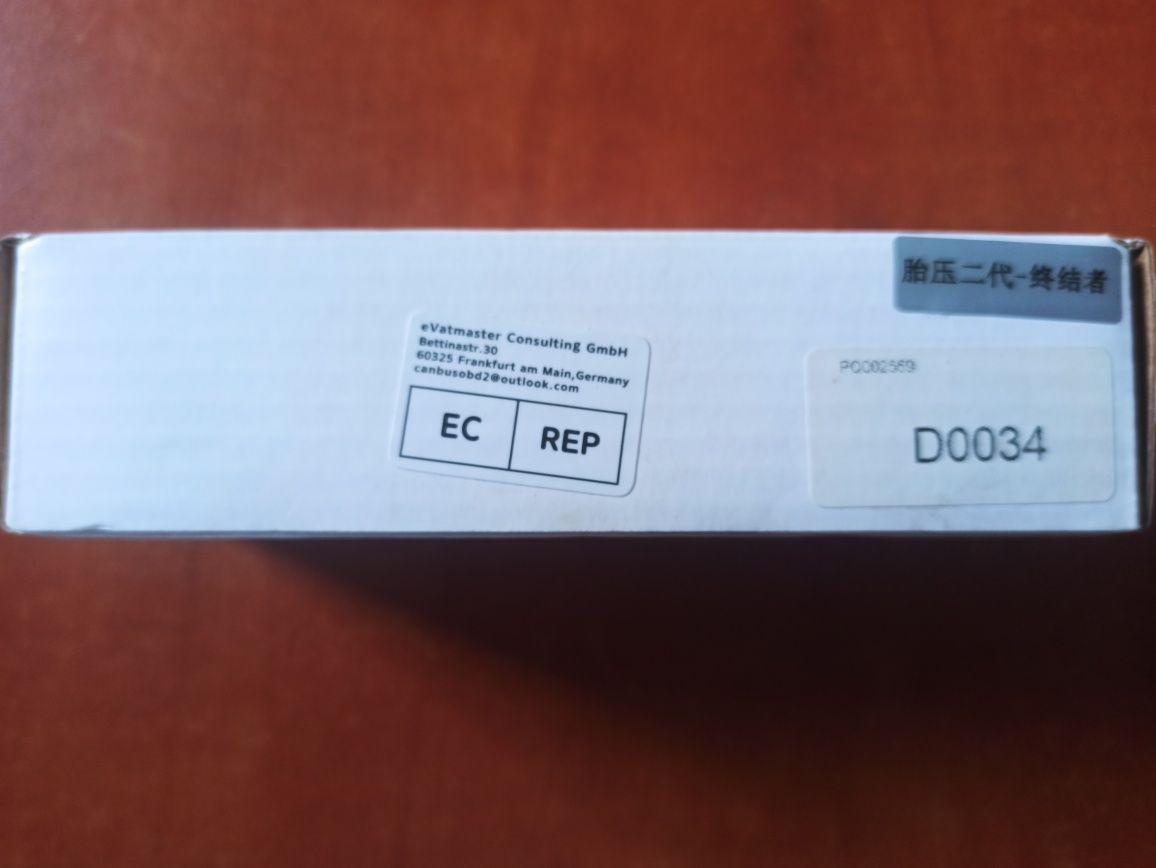 胎压二代-终结者
eVatmaster Consulting GmbH
Bettinastr.30
60325 Frankfurt am Main,Germany
canbusobd2@outlook.com
EC REP
D0034